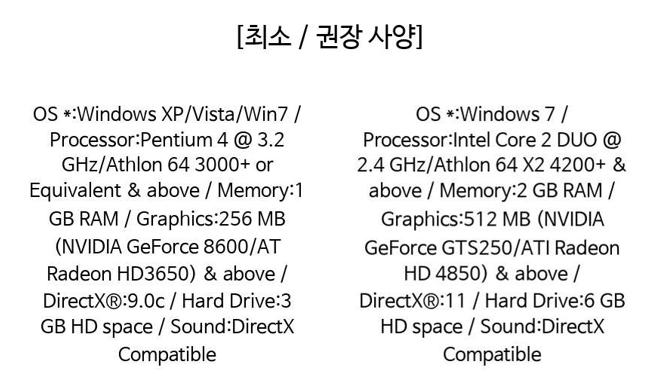 [최소 / 권장 사양]
OS *:Windows XP/Vista/Win7 /
Processor:Pentium 4 @ 3.2
GHz/Athlon 64 3000+ or
Equivalent & above / Memory:1
GB RAM / Graphics:256 MB
(NVIDIA GeForce 8600/AT
Radeon HD3650) & above /
DirectX®:9.0c / Hard Drive:3
GB HD space / Sound:DirectX
Compatible
OS *:Windows 7 /
Processor:Intel Core 2 DUO @
2.4 GHz/Athlon 64 X2 4200+ &
above / Memory:2 GB RAM /
Graphics:512 MB (NVIDIA
GeForce GTS250/ATI Radeon
HD 4850) & above /
DirectX®:11 / Hard Drive:6 GB
HD space / Sound:DirectX
Compatible